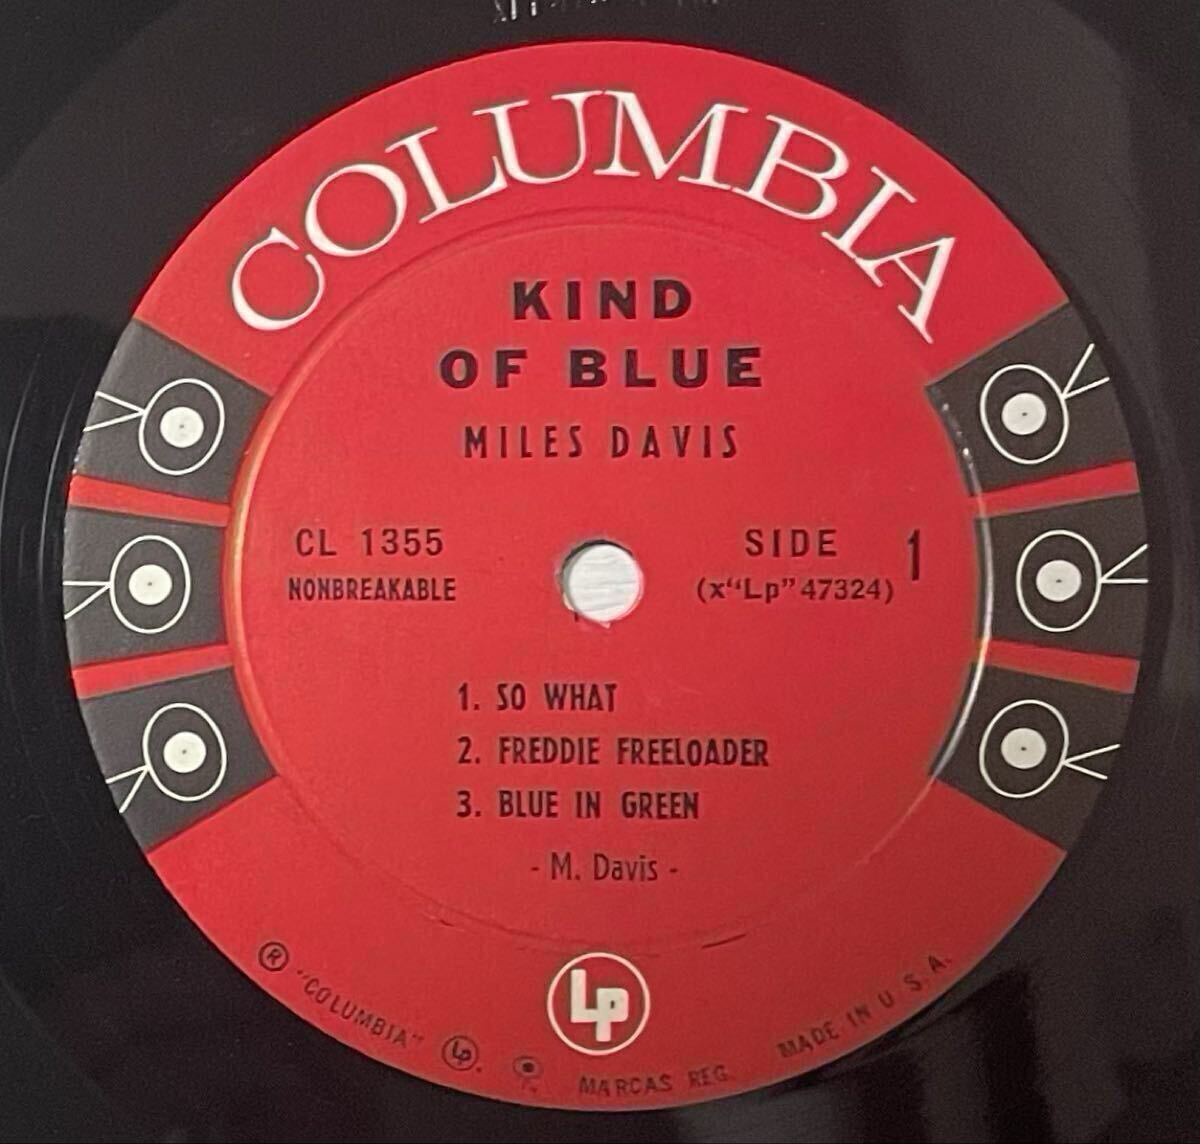 COLUMBIA
KIND
OF BLUE
MILES DAVIS
CL 1355
NONBREAKABLE
SIDE 1
(x“Lp” 47324)
1. SO WHAT
2. FREDDIE FREELOADER
3. BLUE IN GREEN
- M. Davis -
LP
® "COLUMBIA" Lp. MARCAS REG. MADE IN U. S. A.